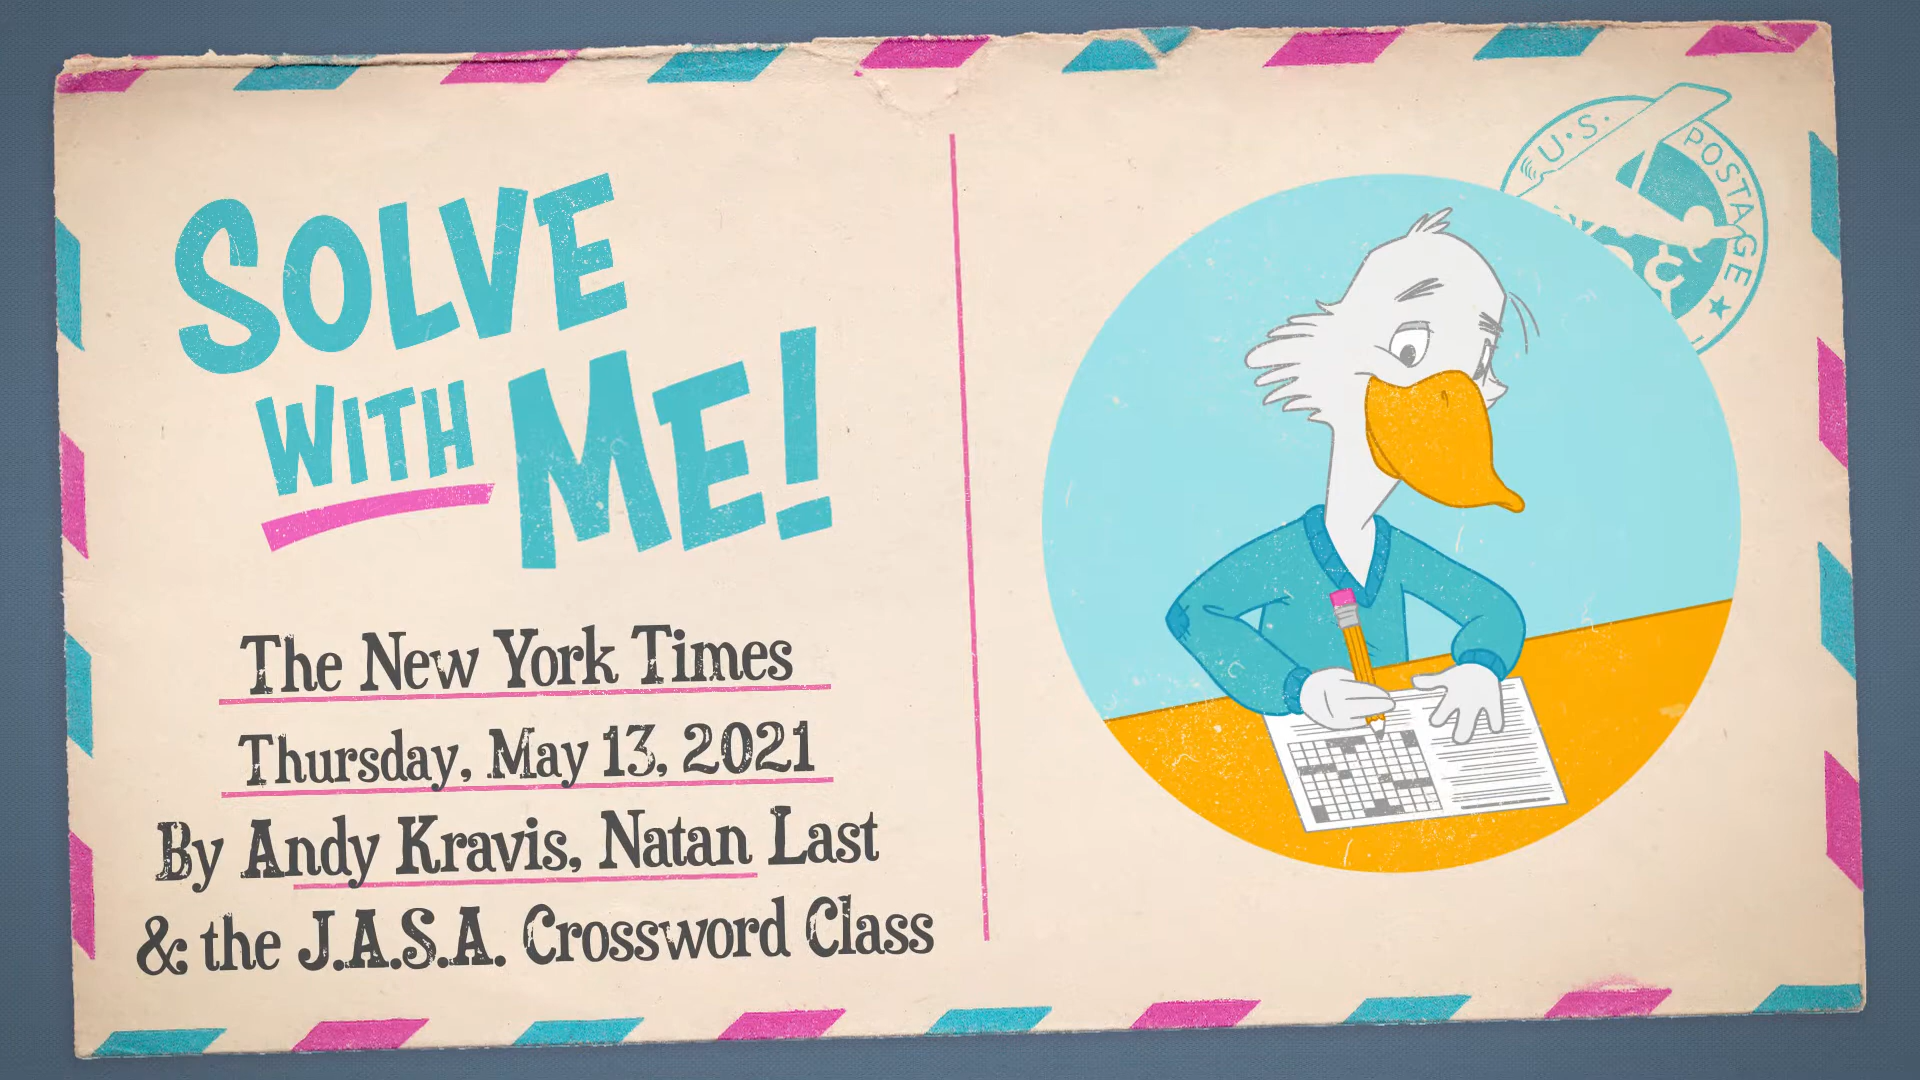 SOLVE
WITH ME!
The New York Times
Thursday, May 13, 2021
By Andy Kravis, Natan Last
& the J.A.S.A. Crossword Class
U.S. POSTAGE